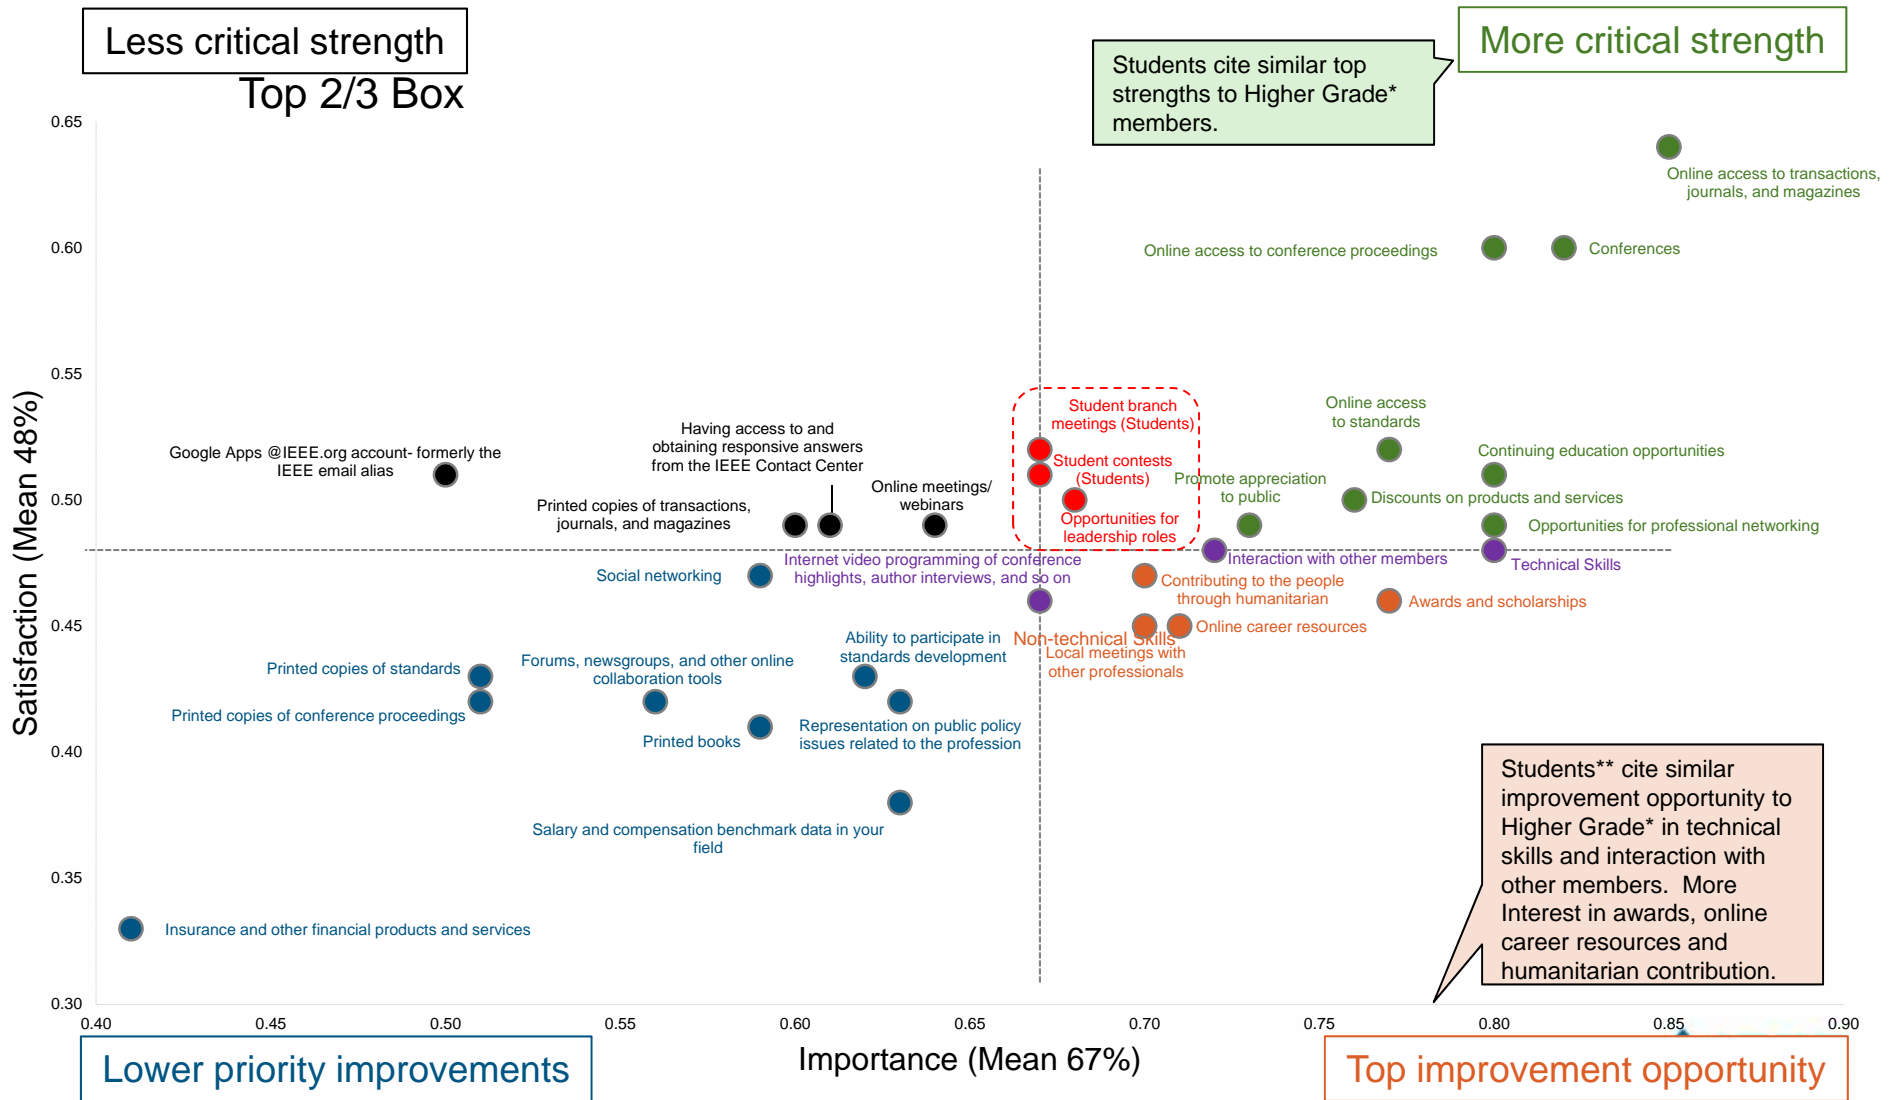 Less critical strength
Top 2/3 Box
More critical strength
Students cite similar top
strengths to Higher Grade*
members.
0.65
0.60
0.55
0.50
0.45
0.40
0.35
0.30
Satisfaction (Mean 48%)
Online access to transactions,
journals, and magazines
Online access to conference proceedings
Conferences
Student branch
meetings (Students)
Student contests
(Students)
Opportunities for
leadership roles
Online access
to standards
Continuing education opportunities
Promote appreciation
to public
Discounts on products and services
Opportunities for professional networking
Having access to and
obtaining responsive answers
from the IEEE Contact Center
Google Apps @IEEE.org account- formerly the
IEEE email alias
Printed copies of transactions,
journals, and magazines
Online meetings/
webinars
Internet video programming of conference
highlights, author interviews, and so on
Interaction with other members
Technical Skills
Social networking
Contributing to the people
through humanitarian
Awards and scholarships
Online career resources
Non-technical Skills
Local meetings with
other professionals
Ability to participate in
standards development
Printed copies of standards
Forums, newsgroups, and other online
collaboration tools
Printed copies of conference proceedings
Printed books
Representation on public policy
issues related to the profession
Salary and compensation benchmark data in your
field
Insurance and other financial products and services
Students** cite similar
improvement opportunity to
Higher Grade* in technical
skills and interaction with
other members.  More
Interest in awards, online
career resources and
humanitarian contribution.
0.40
0.45
0.50
0.55
0.60
0.65
0.70
0.75
0.80
0.85
0.90
Lower priority improvements
Importance (Mean 67%)
Top improvement opportunity